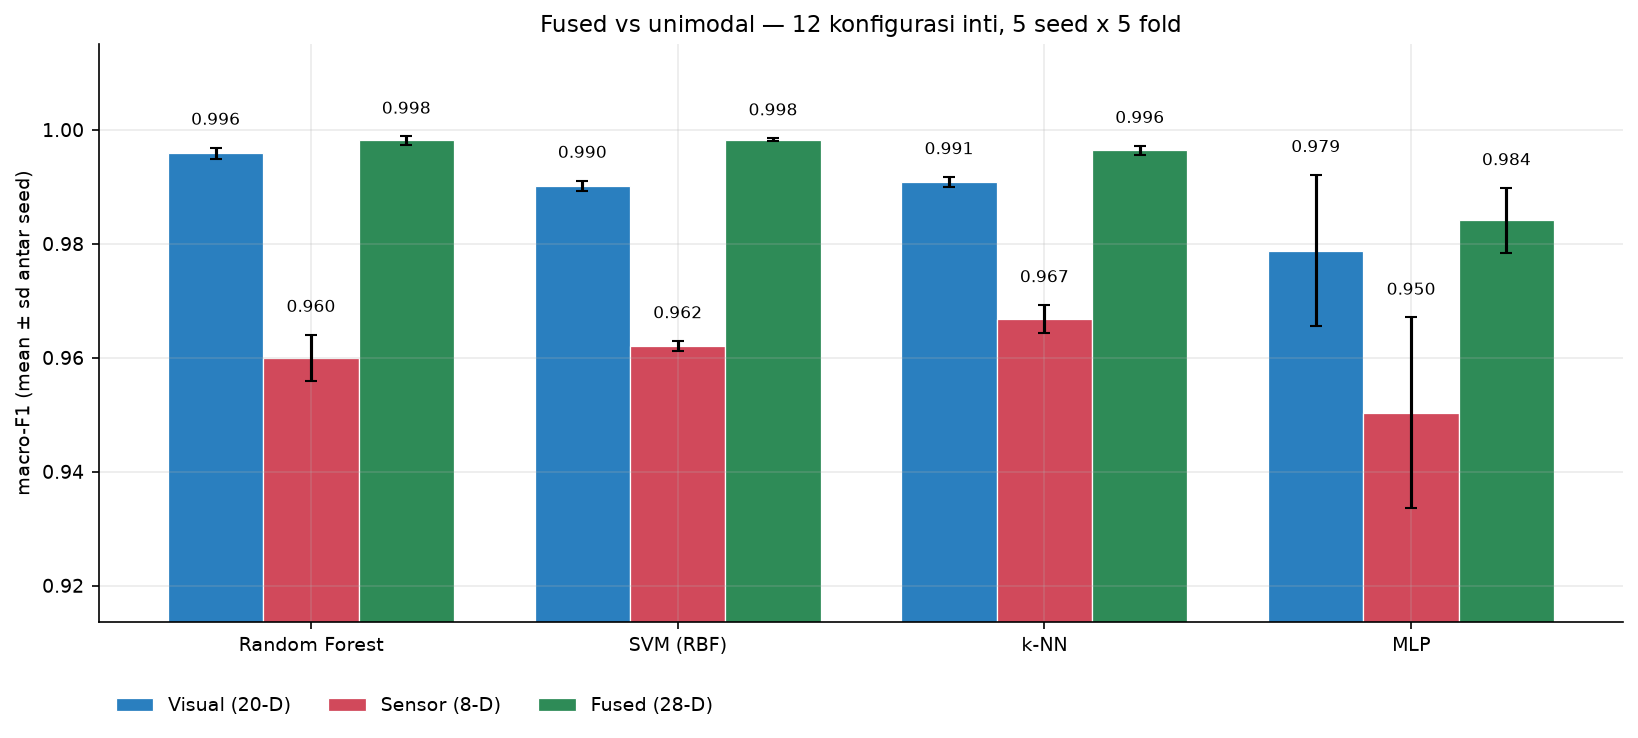 Fused vs unimodal — 12 konfigurasi inti, 5 seed x 5 fold
macro-F1 (mean ± sd antar seed)
1.00
0.98
0.96
0.94
0.92
0.996
0.960
0.998
0.990
0.962
0.998
0.991
0.967
0.996
0.979
0.950
0.984
Random Forest
SVM (RBF)
k-NN
MLP
Visual (20-D)
Sensor (8-D)
Fused (28-D)